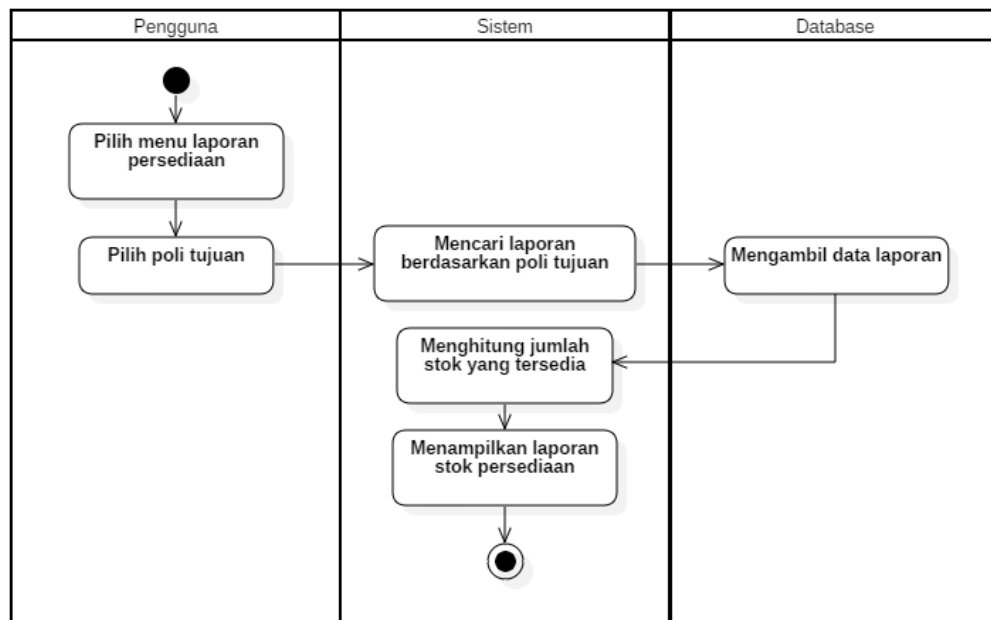 Pengguna
Sistem
Database
Pilih menu laporan
persediaan
Pilih poli tujuan
Mencari laporan
berdasarkan poli tujuan
Mengambil data laporan
Menghitung jumlah
stok yang tersedia
Menampilkan laporan
stok persediaan